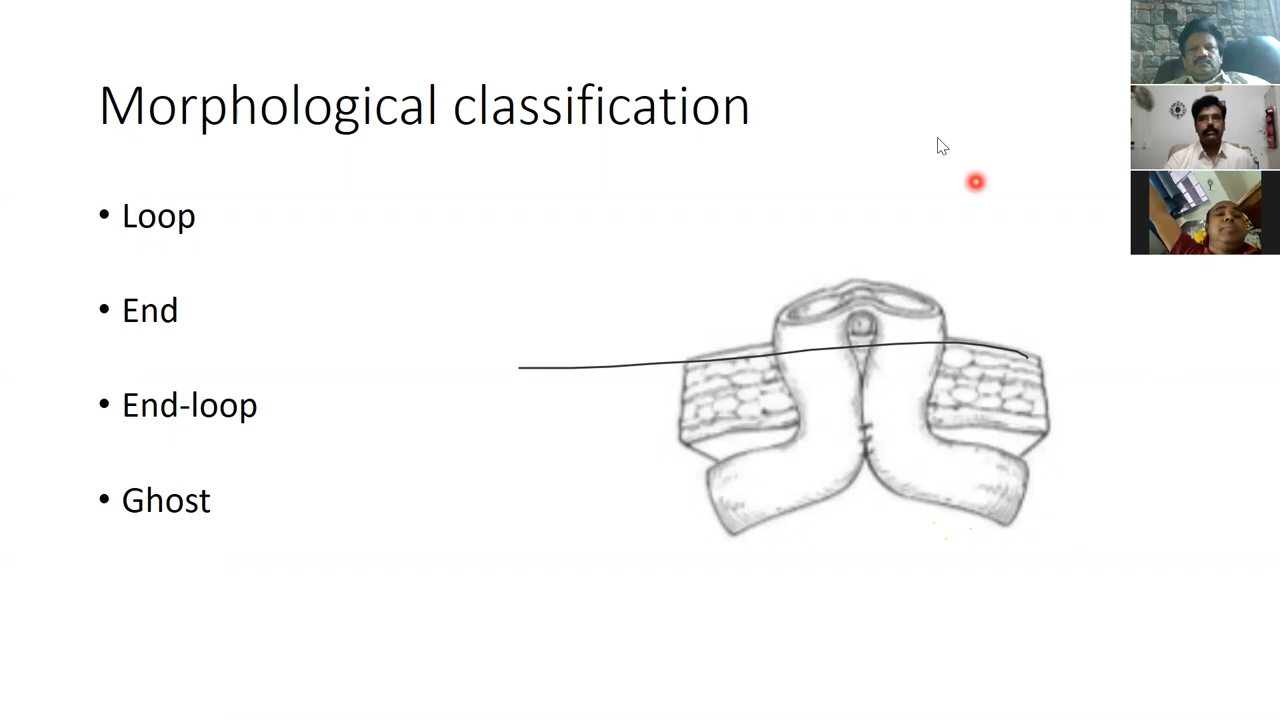 Morphological classification
• Loop
• End
• End-loop
• Ghost